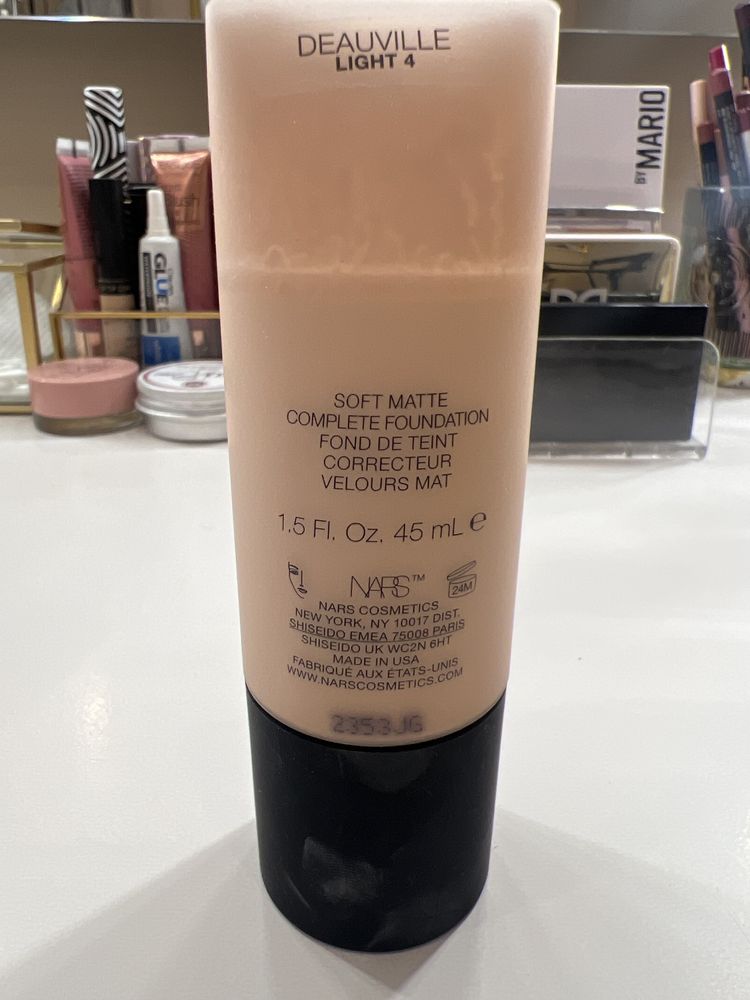 DEAUVILLE
LIGHT 4
BY MARIO
GLUE
SOFT MATTE
COMPLETE FOUNDATION
FOND DE TEINT
CORRECTEUR
VELOURS MAT
1.5 Fl. Oz. 45 mL e
24M
NARS™
NARS COSMETICS
NEW YORK, NY 10017 DIST.
SHISEIDO EMEA 75008 PARIS
SHISEIDO UK WC2N 6HT
MADE IN USA
FABRIQUÉ AUX ÉTATS-UNIS
WWW.NARSCOSMETICS.COM
2353JG